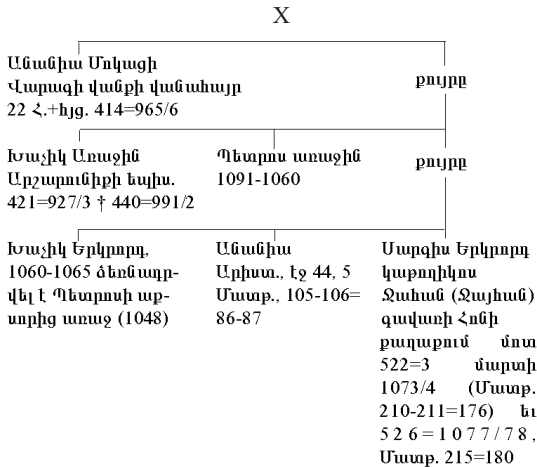 X
Անանիա Մոկացի
Վարագի վանքի վանահայր
22 Հ.+հյց. 414=965/6
քույրը
Խաչիկ Առաջին
Արշարունիքի եպիս.
421=927/3 † 440=991/2
Պետրոս առաջին
1091-1060
քույրը
Խաչիկ Երկրորդ,
1060-1065 ձեռնադր-
վել է Պետրոսի աք-
սորից առաջ (1048)
Անանիա
Արիստ., էջ 44, 5
Մատթ., 105-106=
86-87
Սարգիս Երկրորդ
կաթողիկոս
Ջահան (Ջայհան)
գավառի Հոնի
քաղաքում մոտ
522=3 մարտի
1073/4 (Մատթ.
210-211=176) եւ
526=1077/78,
Մատթ. 215=180